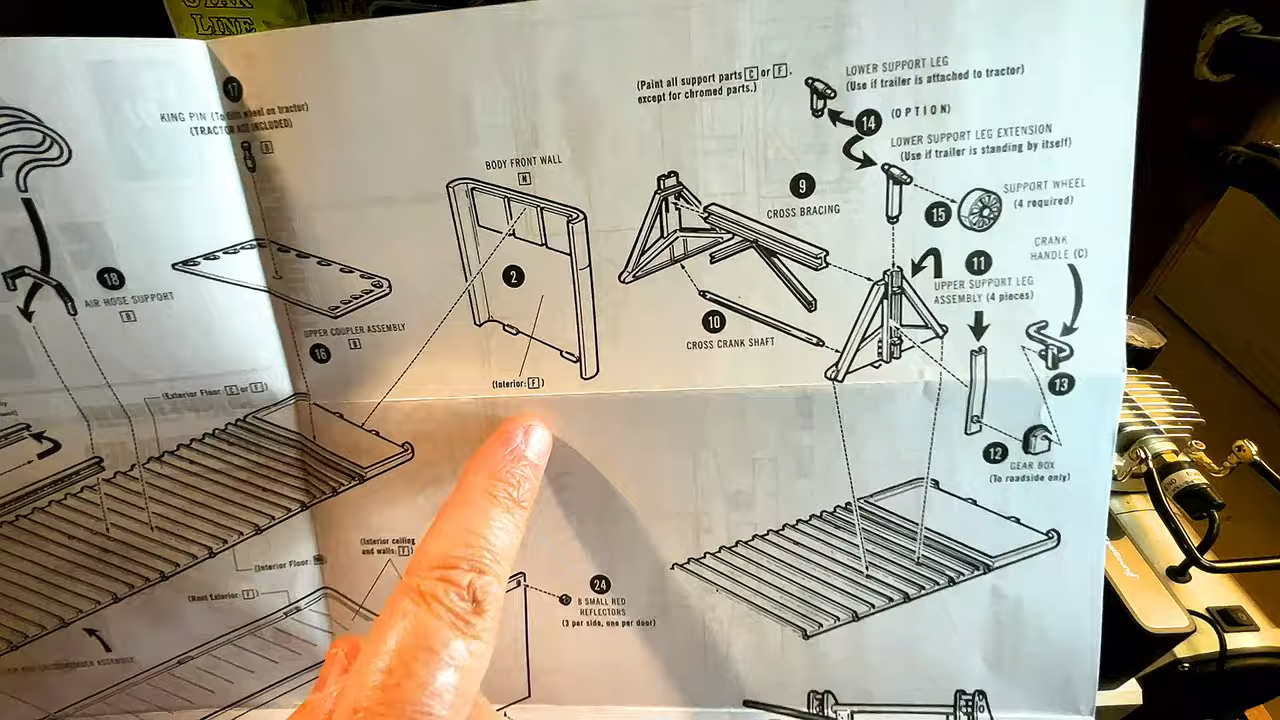 STAR
LINE
17
KING PIN (To fifth wheel on tractor)
(TRACTOR NOT INCLUDED)
B
18
AIR HOSE SUPPORT
B
UPPER COUPLER ASSEMBLY
16
B
(Exterior Floor: C or F)
BODY FRONT WALL
N
2
(Interior: F)
(Paint all support parts C or F,
except for chromed parts.)
LOWER SUPPORT LEG
(Use if trailer is attached to tractor)
14
(OPTION)
LOWER SUPPORT LEG EXTENSION
(Use if trailer is standing by itself)
9
CROSS BRACING
15
SUPPORT WHEEL
(4 required)
10
CROSS CRANK SHAFT
11
UPPER SUPPORT LEG
ASSEMBLY (4 pieces)
CRANK
HANDLE (C)
13
12
GEAR BOX
(To roadside only)
(Interior Floor:
(Interior ceiling
and walls: F)
(Roof Exterior: F)
24
8 SMALL RED
REFLECTORS
(3 per side, one per door)
ASSEMBLY